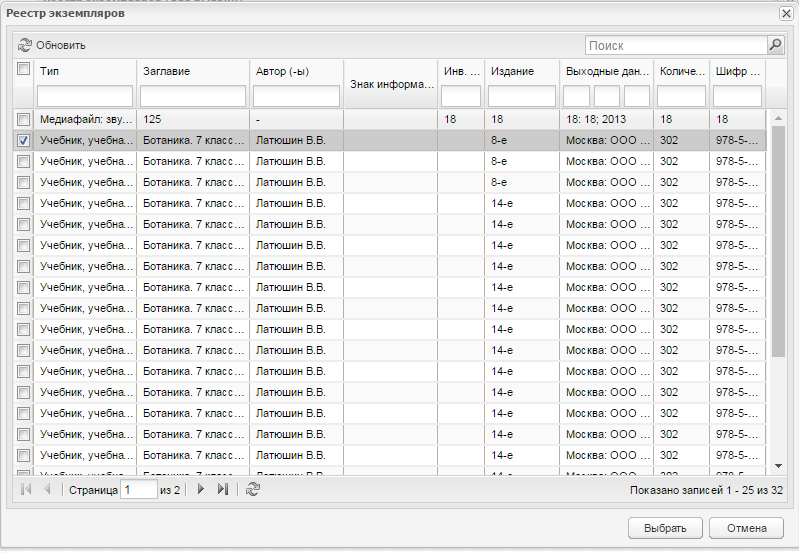 Реестр экземпляров
Обновить
Поиск
Тип Заглавие Автор (-ы) Знак информа... Инв. ... Издание Выходные дан... Количе... Шифр ...
Медиафайл: зву... 125 - 18 18 18: 18; 2013 18 18
Учебник, учебна... Ботаника. 7 класс... Латюшин В.В. 8-е Москва: ООО ... 302 978-5-...
Учебник, учебна... Ботаника. 7 класс... Латюшин В.В. 8-е Москва: ООО ... 302 978-5-...
Учебник, учебна... Ботаника. 7 класс... Латюшин В.В. 8-е Москва: ООО ... 302 978-5-...
Учебник, учебна... Ботаника. 7 класс... Латюшин В.В. 14-е Москва: ООО ... 302 978-5-...
Учебник, учебна... Ботаника. 7 класс... Латюшин В.В. 14-е Москва: ООО ... 302 978-5-...
Учебник, учебна... Ботаника. 7 класс... Латюшин В.В. 14-е Москва: ООО ... 302 978-5-...
Учебник, учебна... Ботаника. 7 класс... Латюшин В.В. 14-е Москва: ООО ... 302 978-5-...
Учебник, учебна... Ботаника. 7 класс... Латюшин В.В. 14-е Москва: ООО ... 302 978-5-...
Учебник, учебна... Ботаника. 7 класс... Латюшин В.В. 14-е Москва: ООО ... 302 978-5-...
Учебник, учебна... Ботаника. 7 класс... Латюшин В.В. 14-е Москва: ООО ... 302 978-5-...
Учебник, учебна... Ботаника. 7 класс... Латюшин В.В. 14-е Москва: ООО ... 302 978-5-...
Учебник, учебна... Ботаника. 7 класс... Латюшин В.В. 14-е Москва: ООО ... 302 978-5-...
Учебник, учебна... Ботаника. 7 класс... Латюшин В.В. 14-е Москва: ООО ... 302 978-5-...
Учебник, учебна... Ботаника. 7 класс... Латюшин В.В. 14-е Москва: ООО ... 302 978-5-...
Учебник, учебна... Ботаника. 7 класс... Латюшин В.В. 14-е Москва: ООО ... 302 978-5-...
Учебник, учебна... Ботаника. 7 класс... Латюшин В.В. 14-е Москва: ООО ... 302 978-5-...
Учебник, учебна... Ботаника. 7 класс... Латюшин В.В. 14-е Москва: ООО ... 302 978-5-...
Страница 1 из 2 Показано записей 1 - 25 из 32
Выбрать Отмена